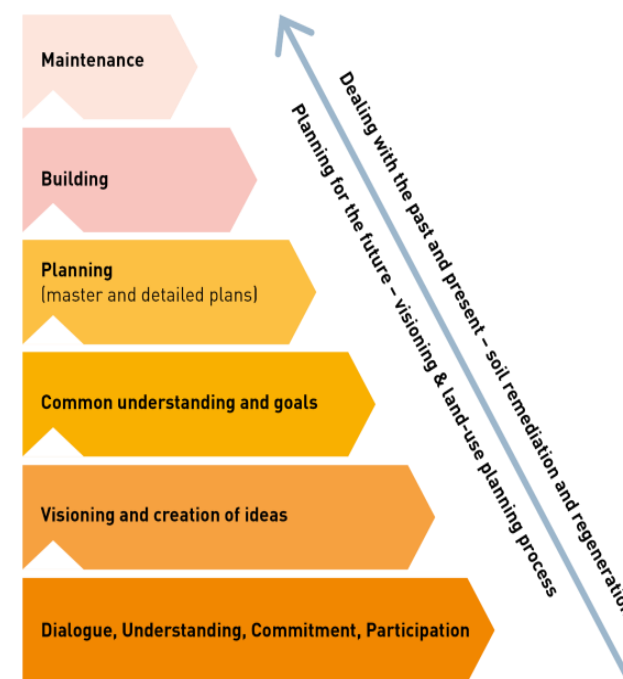 Maintenance
Building
Planning
(master and detailed plans)
Common understanding and goals
Visioning and creation of ideas
Dialogue, Understanding, Commitment, Participation
Planning for the future – visioning & land-use planning process
Dealing with the past and present – soil remediation and regeneration